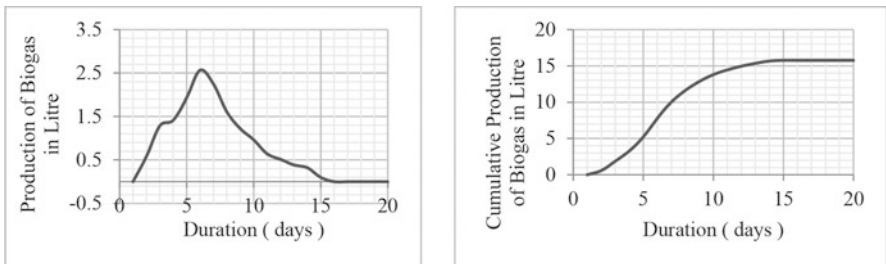 Production of Biogas
in Litre
3.5
2.5
1.5
0.5
-0.5
0 5 10 15 20
Duration ( days )
Cumulative Production
of Biogas in Litre
20
15
10
5
0
0 5 10 15 20
Duration ( days )